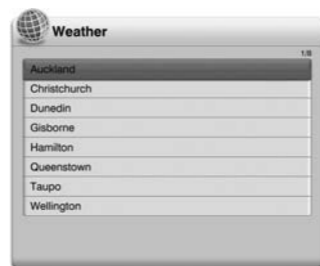 Weather
1/8
Auckland
Christchurch
Dunedin
Gisborne
Hamilton
Queenstown
Taupo
Wellington